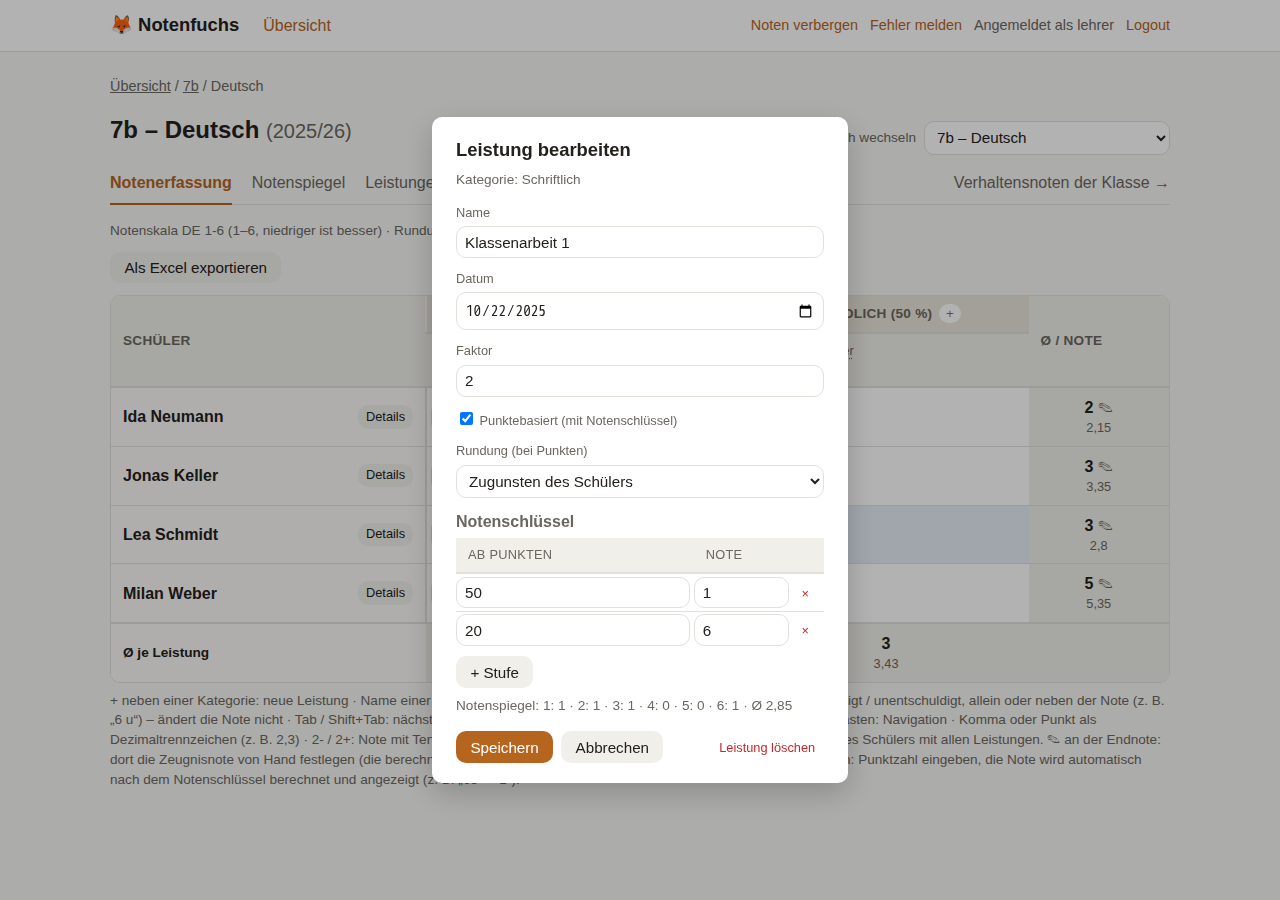 🦊 Notenfuchs Übersicht Noten verbergen Fehler melden Angemeldet als lehrer Logout
Übersicht / 7b / Deutsch
7b – Deutsch (2025/26) wechseln 7b – Deutsch
Notenerfassung Notenspiegel Verhaltensnoten der Klasse →
Notenskala DE 1-6 (1–6, niedriger ist besser) ·
Als Excel exportieren
SCHÜLER (50 %) + Ø / NOTE
Ida Neumann Details 2 ✎
2,15
Jonas Keller Details 3 ✎
3,35
Lea Schmidt Details 3 ✎
2,8
Milan Weber Details 5 ✎
5,35
Ø je Leistung 3
3,43
+ neben einer Kategorie: neue Leistung · Name einer / unentschuldigt, allein oder neben der Note (z. B.
„6 u“) – ändert die Note nicht · Tab / Shift+Tab: Navigation · Komma oder Punkt als
Dezimaltrennzeichen (z. B. 2,3) · 2- / 2+: Note mit Schülers mit allen Leistungen. ✎ an der Endnote:
dort die Zeugnisnote von Hand festlegen (die Punktzahl eingeben, die Note wird automatisch
nach dem Notenschlüssel berechnet und angezeigt
Leistung bearbeiten
Kategorie: Schriftlich
Name
Klassenarbeit 1
Datum
10/22/2025
Faktor
2
Punktebasiert (mit Notenschlüssel)
Rundung (bei Punkten)
Zugunsten des Schülers
Notenschlüssel
AB PUNKTEN NOTE
50 1 ×
20 6 ×
+ Stufe
Notenspiegel: 1: 1 · 2: 1 · 3: 1 · 4: 0 · 5: 0 · 6: 1 · Ø 2,85
Speichern Abbrechen Leistung löschen